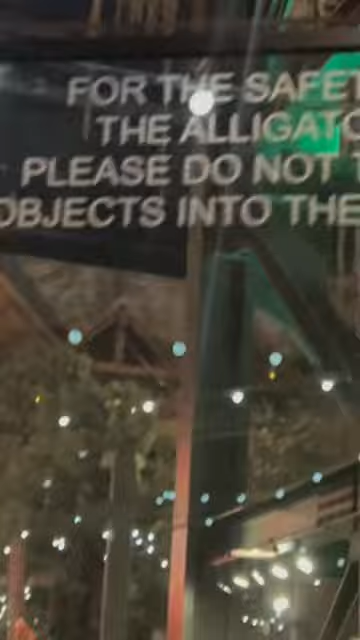 FOR THE SAFET
THE ALLIGATO
PLEASE DO NOT T
OBJECTS INTO THE